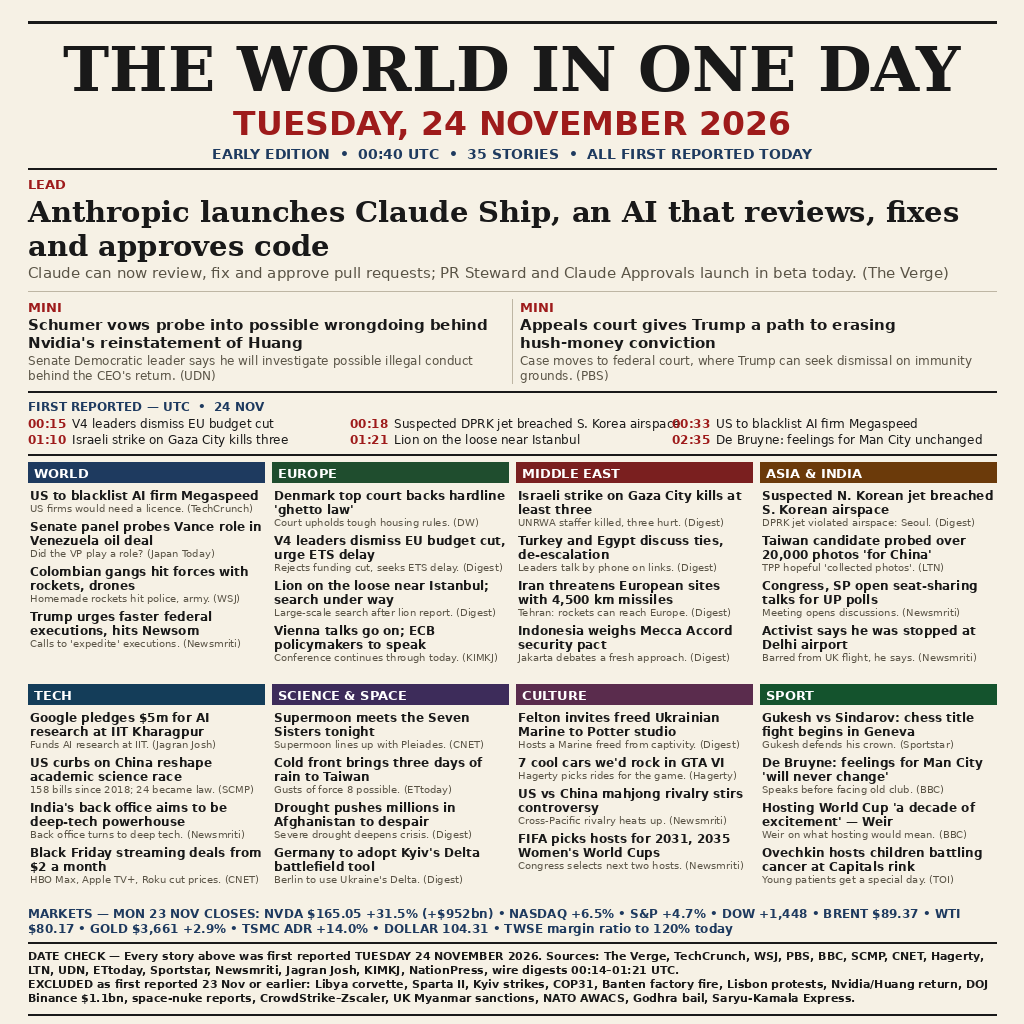 THE WORLD IN ONE DAY
TUESDAY, 24 NOVEMBER 2026
EARLY EDITION • 00:40 UTC • 35 STORIES • ALL FIRST REPORTED TODAY
LEAD
Anthropic launches Claude Ship, an AI that reviews, fixes
and approves code
Claude can now review, fix and approve pull requests; PR Steward and Claude Approvals launch in beta today. (The Verge)
MINI
Schumer vows probe into possible wrongdoing behind
Nvidia's reinstatement of Huang
Senate Democratic leader says he will investigate possible illegal conduct
behind the CEO's return. (UDN)
MINI
Appeals court gives Trump a path to erasing
hush-money conviction
Case moves to federal court, where Trump can seek dismissal on immunity
grounds. (PBS)
FIRST REPORTED — UTC • 24 NOV
00:15 V4 leaders dismiss EU budget cut
00:18 Suspected DPRK jet breached S. Korea airspace
00:33 US to blacklist AI firm Megaspeed
01:10 Israeli strike on Gaza City kills three
01:21 Lion on the loose near Istanbul
02:35 De Bruyne: feelings for Man City unchanged
WORLD
US to blacklist AI firm Megaspeed
US firms would need a licence. (TechCrunch)
Senate panel probes Vance role in
Venezuela oil deal
Did the VP play a role? (Japan Today)
Colombian gangs hit forces with
rockets, drones
Homemade rockets hit police, army. (WSJ)
Trump urges faster federal
executions, hits Newsom
Calls to 'expedite' executions. (Newsmriti)
EUROPE
Denmark top court backs hardline
'ghetto law'
Court upholds tough housing rules. (DW)
V4 leaders dismiss EU budget cut,
urge ETS delay
Rejects funding cut, seeks ETS delay. (Digest)
Lion on the loose near Istanbul;
search under way
Large-scale search after lion report. (Digest)
Vienna talks go on; ECB
policymakers to speak
Conference continues through today. (KIMKJ)
MIDDLE EAST
Israeli strike on Gaza City kills at
least three
UNRWA staffer killed, three hurt. (Digest)
Turkey and Egypt discuss ties,
de-escalation
Leaders talk by phone on links. (Digest)
Iran threatens European sites
with 4,500 km missiles
Tehran: rockets can reach Europe. (Digest)
Indonesia weighs Mecca Accord
security pact
Jakarta debates a fresh approach. (Digest)
ASIA & INDIA
Suspected N. Korean jet breached
S. Korean airspace
DPRK jet violated airspace: Seoul. (Digest)
Taiwan candidate probed over
20,000 photos 'for China'
TPP hopeful 'collected photos'. (LTN)
Congress, SP open seat-sharing
talks for UP polls
Meeting opens discussions. (Newsmriti)
Activist says he was stopped at
Delhi airport
Barred from UK flight, he says. (Newsmriti)
TECH
Google pledges $5m for AI
research at IIT Kharagpur
Funds AI research at IIT. (Jagran Josh)
US curbs on China reshape
academic science race
158 bills since 2018; 24 became law. (SCMP)
India's back office aims to be
deep-tech powerhouse
Back office turns to deep tech. (Newsmriti)
Black Friday streaming deals from
$2 a month
HBO Max, Apple TV+, Roku cut prices. (CNET)
SCIENCE & SPACE
Supermoon meets the Seven
Sisters tonight
Supermoon lines up with Pleiades. (CNET)
Cold front brings three days of
rain to Taiwan
Gusts of force 8 possible. (ETtoday)
Drought pushes millions in
Afghanistan to despair
Severe drought deepens crisis. (Digest)
Germany to adopt Kyiv's Delta
battlefield tool
Berlin to use Ukraine's Delta. (Digest)
CULTURE
Felton invites freed Ukrainian
Marine to Potter studio
Hosts a Marine freed from captivity. (Digest)
7 cool cars we'd rock in GTA VI
Hagerty picks rides for the game. (Hagerty)
US vs China mahjong rivalry stirs
controversy
Cross-Pacific rivalry heats up. (Newsmriti)
FIFA picks hosts for 2031, 2035
Women's World Cups
Congress selects next two hosts. (Newsmriti)
SPORT
Gukesh vs Sindarov: chess title
fight begins in Geneva
Gukesh defends his crown. (Sportstar)
De Bruyne: feelings for Man City
'will never change'
Speaks before facing old club. (BBC)
Hosting World Cup 'a decade of
excitement' — Weir
Weir on what hosting would mean. (BBC)
Ovechkin hosts children battling
cancer at Capitals rink
Young patients get a special day. (TOI)
MARKETS — MON 23 NOV CLOSES: NVDA $165.05 +31.5% (+$952bn) • NASDAQ +6.5% • S&P +4.7% • DOW +1,448 • BRENT $89.37 • WTI
$80.17 • GOLD $3,661 +2.9% • TSMC ADR +14.0% • DOLLAR 104.31 • TWSE margin ratio to 120% today
DATE CHECK — Every story above was first reported TUESDAY 24 NOVEMBER 2026. Sources: The Verge, TechCrunch, WSJ, PBS, BBC, SCMP, CNET, Hagerty,
LTN, UDN, ETtoday, Sportstar, Newsmriti, Jagran Josh, KIMKJ, NationPress, wire digests 00:14–01:21 UTC.
EXCLUDED as first reported 23 Nov or earlier: Libya corvette, Sparta II, Kyiv strikes, COP31, Banten factory fire, Lisbon protests, Nvidia/Huang return, DOJ
Binance $1.1bn, space-nuke reports, CrowdStrike–Zscaler, UK Myanmar sanctions, NATO AWACS, Godhra bail, Saryu-Kamala Express.